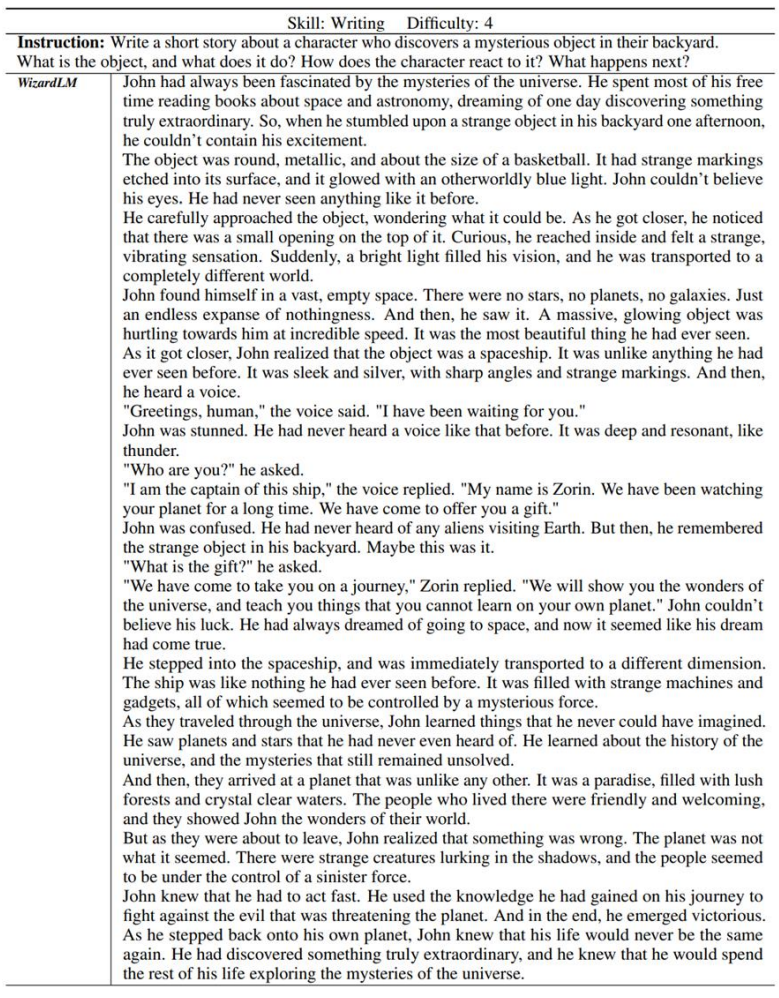 Skill: Writing Difficulty: 4
Instruction: Write a short story about a character who discovers a mysterious object in their backyard.
What is the object, and what does it do? How does the character react to it? What happens next?
WizardLM
John had always been fascinated by the mysteries of the universe. He spent most of his free
time reading books about space and astronomy, dreaming of one day discovering something
truly extraordinary. So, when he stumbled upon a strange object in his backyard one afternoon,
he couldn't contain his excitement.
The object was round, metallic, and about the size of a basketball. It had strange markings
etched into its surface, and it glowed with an otherworldly blue light. John couldn't believe
his eyes. He had never seen anything like it before.
He carefully approached the object, wondering what it could be. As he got closer, he noticed
that there was a small opening on the top of it. Curious, he reached inside and felt a strange,
vibrating sensation. Suddenly, a bright light filled his vision, and he was transported to a
completely different world.
John found himself in a vast, empty space. There were no stars, no planets, no galaxies. Just
an endless expanse of nothingness. And then, he saw it. A massive, glowing object was
hurtling towards him at incredible speed. It was the most beautiful thing he had ever seen.
As it got closer, John realized that the object was a spaceship. It was unlike anything he had
ever seen before. It was sleek and silver, with sharp angles and strange markings. And then,
he heard a voice.
"Greetings, human," the voice said. "I have been waiting for you."
John was stunned. He had never heard a voice like that before. It was deep and resonant, like
thunder.
"Who are you?" he asked.
"I am the captain of this ship," the voice replied. "My name is Zorin. We have been watching
your planet for a long time. We have come to offer you a gift."
John was confused. He had never heard of any aliens visiting Earth. But then, he remembered
the strange object in his backyard. Maybe this was it.
"What is the gift?" he asked.
"We have come to take you on a journey," Zorin replied. "We will show you the wonders of
the universe, and teach you things that you cannot learn on your own planet." John couldn't
believe his luck. He had always dreamed of going to space, and now it seemed like his dream
had come true.
He stepped into the spaceship, and was immediately transported to a different dimension.
The ship was like nothing he had ever seen before. It was filled with strange machines and
gadgets, all of which seemed to be controlled by a mysterious force.
As they traveled through the universe, John learned things that he never could have imagined.
He saw planets and stars that he had never even heard of. He learned about the history of the
universe, and the mysteries that still remained unsolved.
And then, they arrived at a planet that was unlike any other. It was a paradise, filled with lush
forests and crystal clear waters. The people who lived there were friendly and welcoming,
and they showed John the wonders of their world.
But as they were about to leave, John realized that something was wrong. The planet was not
what it seemed. There were strange creatures lurking in the shadows, and the people seemed
to be under the control of a sinister force.
John knew that he had to act fast. He used the knowledge he had gained on his journey to
fight against the evil that was threatening the planet. And in the end, he emerged victorious.
As he stepped back onto his own planet, John knew that his life would never be the same
again. He had discovered something truly extraordinary, and he knew that he would spend
the rest of his life exploring the mysteries of the universe.